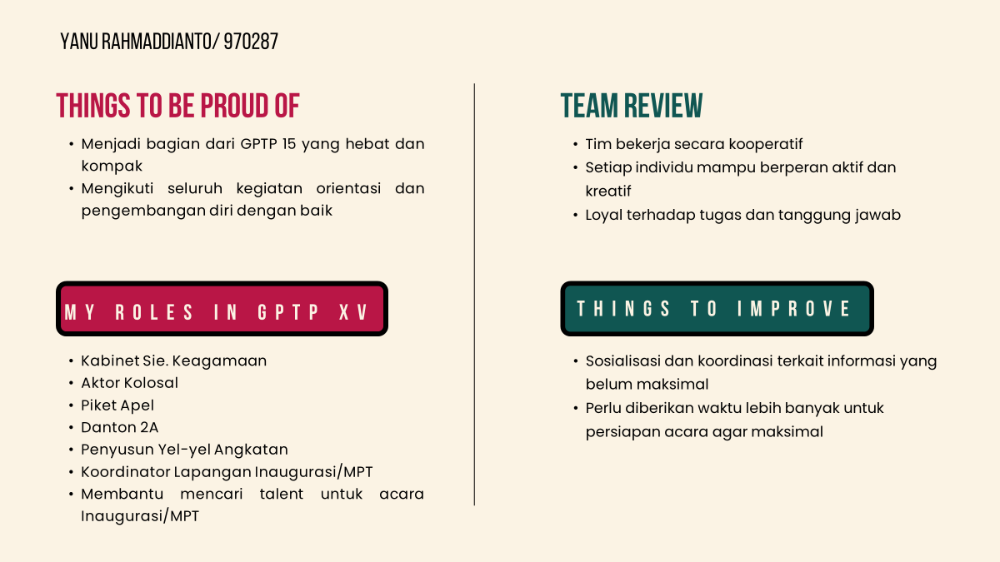 YANU RAHMADDIANTO/ 970287
THINGS TO BE PROUD OF
• Menjadi bagian dari GPTP 15 yang hebat dan
kompak
• Mengikuti seluruh kegiatan orientasi dan
pengembangan diri dengan baik
MY ROLES IN GPTP XV
• Kabinet Sie. Keagamaan
• Aktor Kolosal
• Piket Apel
• Danton 2A
• Penyusun Yel-yel Angkatan
• Koordinator Lapangan Inaugurasi/MPT
• Membantu mencari talent untuk acara
Inaugurasi/MPT
TEAM REVIEW
• Tim bekerja secara kooperatif
• Setiap individu mampu berperan aktif dan
kreatif
• Loyal terhadap tugas dan tanggung jawab
THINGS TO IMPROVE
• Sosialisasi dan koordinasi terkait informasi yang
belum maksimal
• Perlu diberikan waktu lebih banyak untuk
persiapan acara agar maksimal